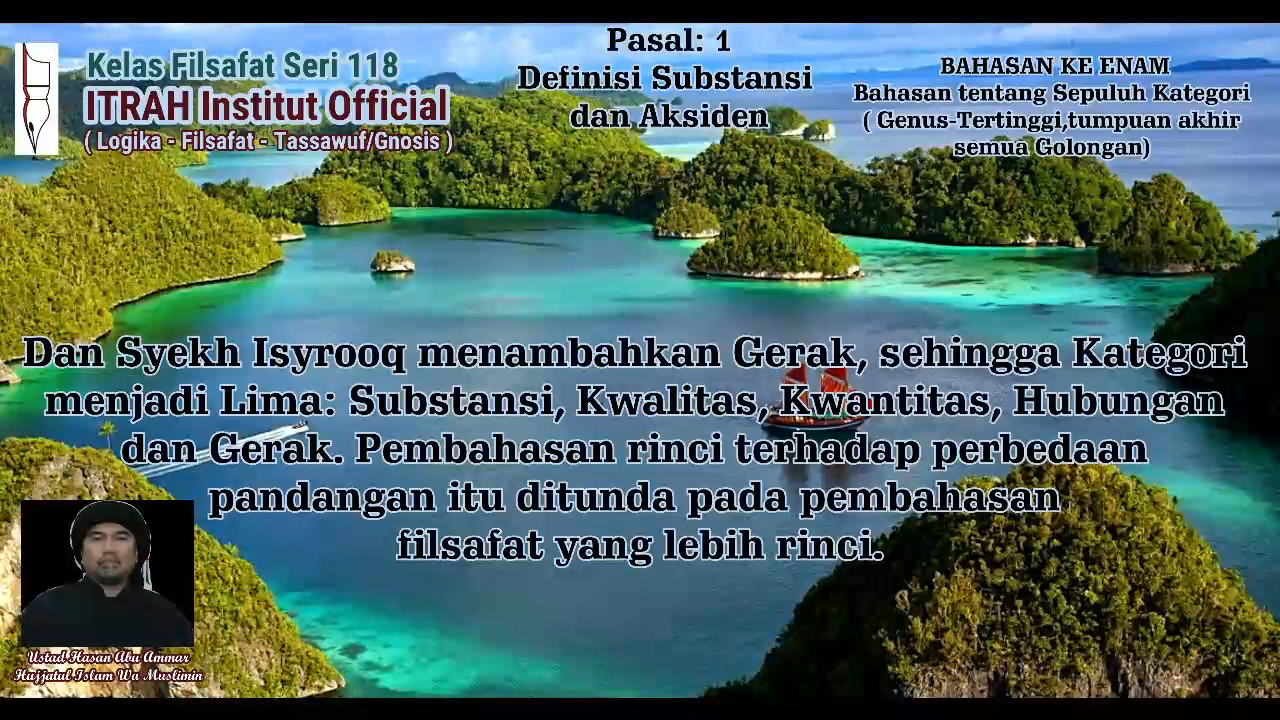 Kelas Filsafat Seri 118
ITRAH Institut Official
( Logika - Filsafat - Tassawuf/Gnosis )
Pasal: 1
Definisi Substansi
dan Aksiden
BAHASAN KE ENAM
Bahasan tentang Sepuluh Kategori
( Genus-Tertinggi,tumpuan akhir
semua Golongan)
Dan Syekh Isyrooq menambahkan Gerak, sehingga Kategori
menjadi Lima: Substansi, Kwalitas, Kwantitas, Hubungan
dan Gerak. Pembahasan rinci terhadap perbedaan
pandangan itu ditunda pada pembahasan
filsafat yang lebih rinci.
Ustad Hasan Abu Ammar
Hujjatul Islam Wa Muslimin